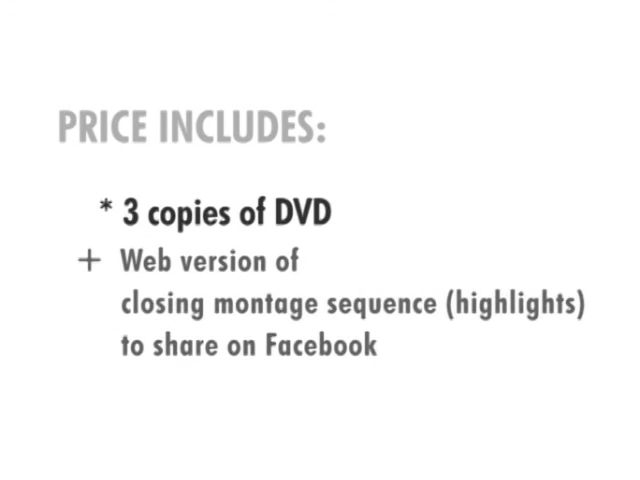 PRICE INCLUDES:
* 3 copies of DVD
+ Web version of
closing montage sequence (highlights)
to share on Facebook